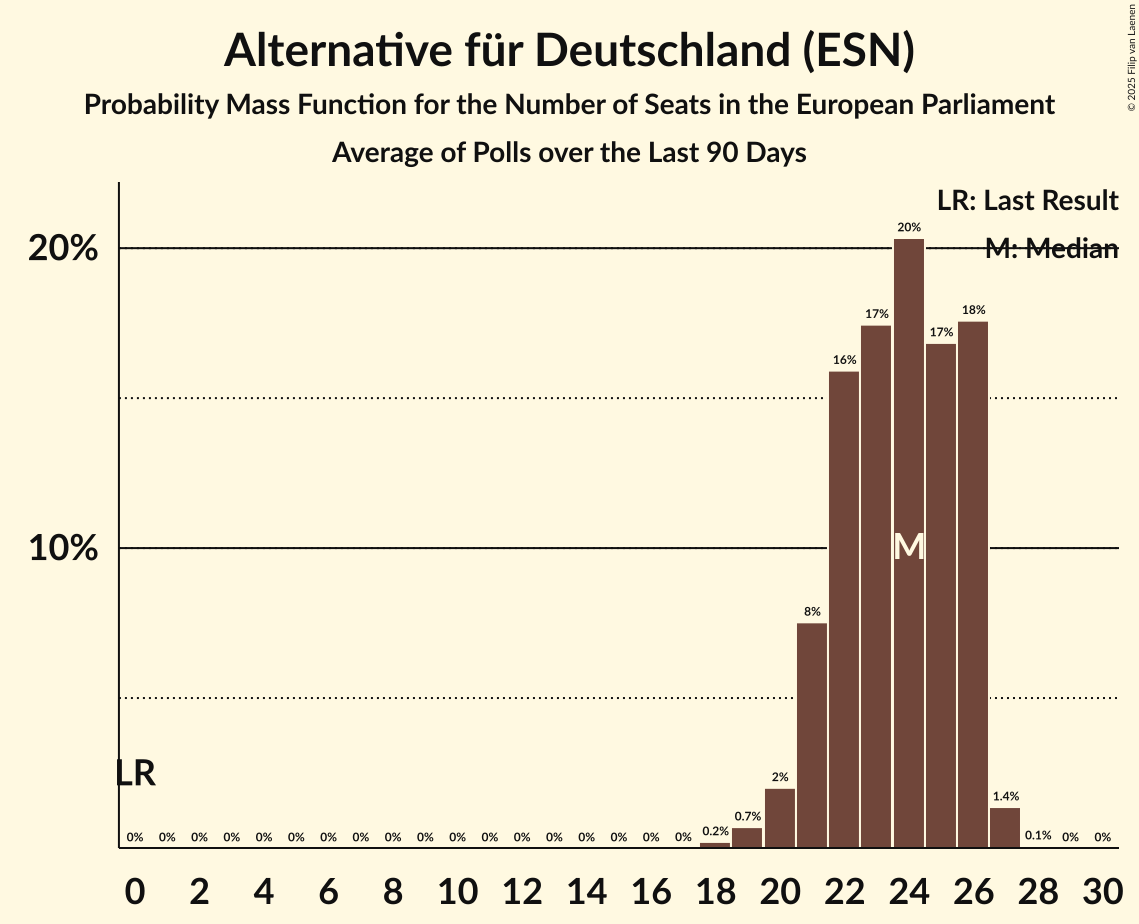 Alternative für Deutschland (ESN)
Probability Mass Function for the Number of Seats in the European Parliament
Average of Polls over the Last 90 Days
© 2025 Filip van Laenen
LR: Last Result
M: Median
20%
10%
20%
18%
17%
17%
16%
M
8%
LR
2%
1.4%
0% 0% 0% 0% 0% 0% 0% 0% 0% 0% 0% 0% 0% 0% 0% 0% 0% 0% 0.2% 0.7% 0.1% 0% 0%
0 2 4 6 8 10 12 14 16 18 20 22 24 26 28 30